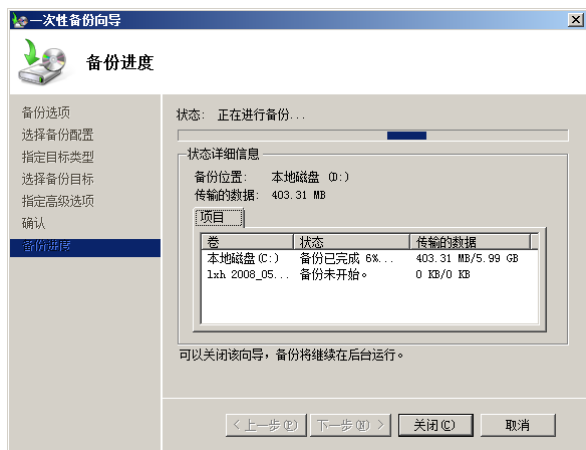 一次性备份向导
备份进度
备份选项
选择备份配置
指定目标类型
选择备份目标
指定高级选项
确认
备份进度
状态: 正在进行备份...
状态详细信息
备份位置: 本地磁盘 (D:)
传输的数据: 403.31 MB
项目
卷 状态 传输的数据
本地磁盘(C:) 备份已完成 6%... 403.31 MB/5.99 GB
lxh 2008_05... 备份未开始。 0 KB/0 KB
可以关闭该向导，备份将继续在后台运行。
< 上一步(P) 下一步(N) > 关闭(C) 取消